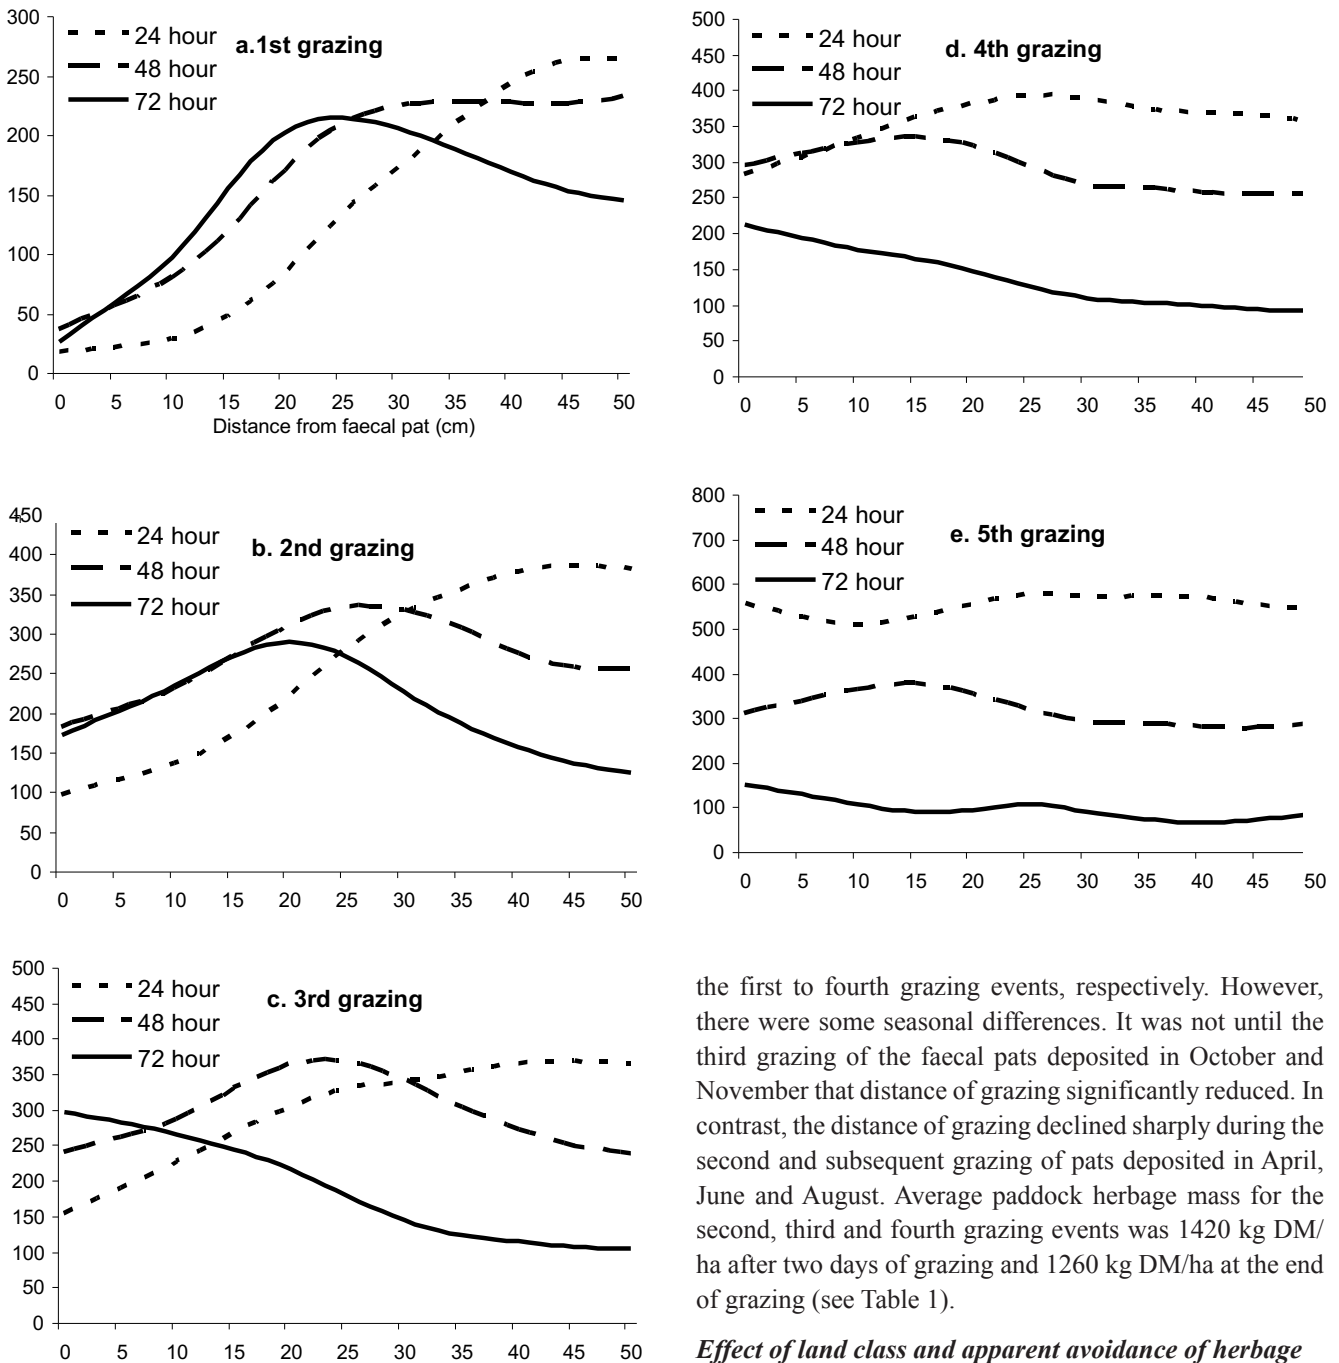 300
250
200
150
100
50
0
24 hour
48 hour
72 hour
a.1st grazing
0 5 10 15 20 25 30 35 40 45 50
Distance from faecal pat (cm)
450
400
350
300
250
200
150
100
50
0
24 hour
48 hour
72 hour
b. 2nd grazing
0 5 10 15 20 25 30 35 40 45 50
500
450
400
350
300
250
200
150
100
50
0
24 hour
48 hour
72 hour
c. 3rd grazing
0 5 10 15 20 25 30 35 40 45 50
500
450
400
350
300
250
200
150
100
50
0
24 hour
48 hour
72 hour
d. 4th grazing
0 5 10 15 20 25 30 35 40 45 50
800
700
600
500
400
300
200
100
0
24 hour
48 hour
72 hour
e. 5th grazing
0 5 10 15 20 25 30 35 40 45 50
the first to fourth grazing events, respectively. However,
there were some seasonal differences. It was not until the
third grazing of the faecal pats deposited in October and
November that distance of grazing significantly reduced. In
contrast, the distance of grazing declined sharply during the
second and subsequent grazing of pats deposited in April,
June and August. Average paddock herbage mass for the
second, third and fourth grazing events was 1420 kg DM/
ha after two days of grazing and 1260 kg DM/ha at the end
of grazing (see Table 1).
Effect of land class and apparent avoidance of herbage